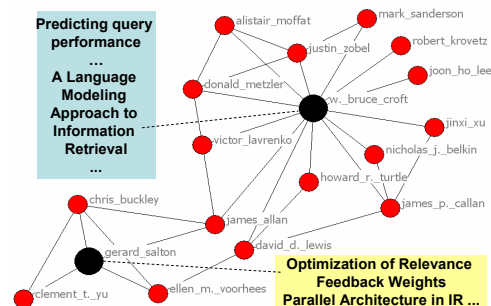 Predicting query
performance
...
A Language
Modeling
Approach to
Information
Retrieval
...
alistair_moffat
mark_sanderson
justin_zobel
robert_krovetz
joon_ho_lee
donald_metzler
w._bruce_croft
jinxi_xu
victor_lavrenko
nicholas_j._belkin
howard_r._turtle
chris_buckley
james_allan
james_p._callan
gerard_salton
david_d._lewis
clement_t._yu
ellen_m._voorhees
Optimization of Relevance
Feedback Weights
Parallel Architecture in IR ...